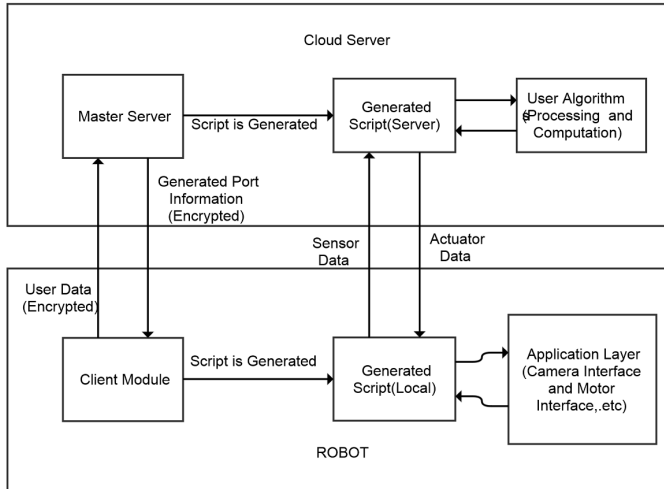 Cloud Server
Master Server
Script is Generated
Generated
Script(Server)
User Algorithm
(Processing and
Computation)
Generated Port
Information
(Encrypted)
Sensor
Data
Actuator
Data
User Data
(Encrypted)
Client Module
Script is Generated
Generated
Script(Local)
Application Layer
(Camera Interface
and Motor
Interface,.etc)
ROBOT